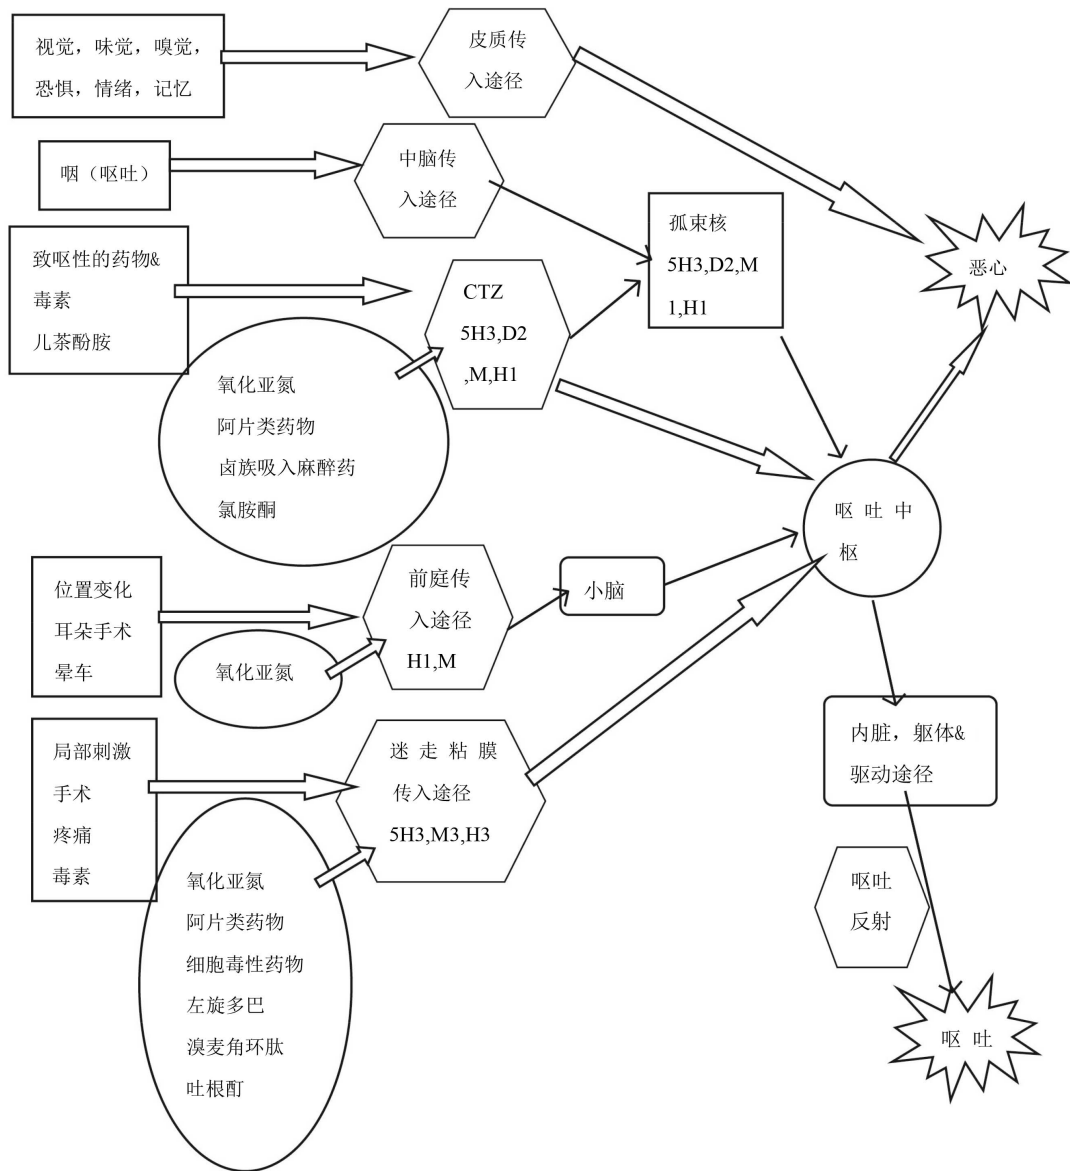 视觉，味觉，嗅觉，
恐惧，情绪，记忆
皮质传
入途径
咽（呕吐）
中脑传
入途径
致呕性的药物&
毒素
儿茶酚胺
CTZ
5H3,D2
,M,H1
孤束核
5H3,D2,M
1,H1
恶心
氧化亚氮
阿片类药物
卤族吸入麻醉药
氯胺酮
呕 吐 中
枢
位置变化
耳朵手术
晕车
氧化亚氮
前庭传
入途径
H1,M
小脑
局部刺激
手术
疼痛
毒素
迷 走 粘 膜
传入途径
5H3,M3,H3
内脏，躯体&
驱动途径
氧化亚氮
阿片类药物
细胞毒性药物
左旋多巴
溴麦角环肽
吐根酊
呕吐
反射
呕 吐